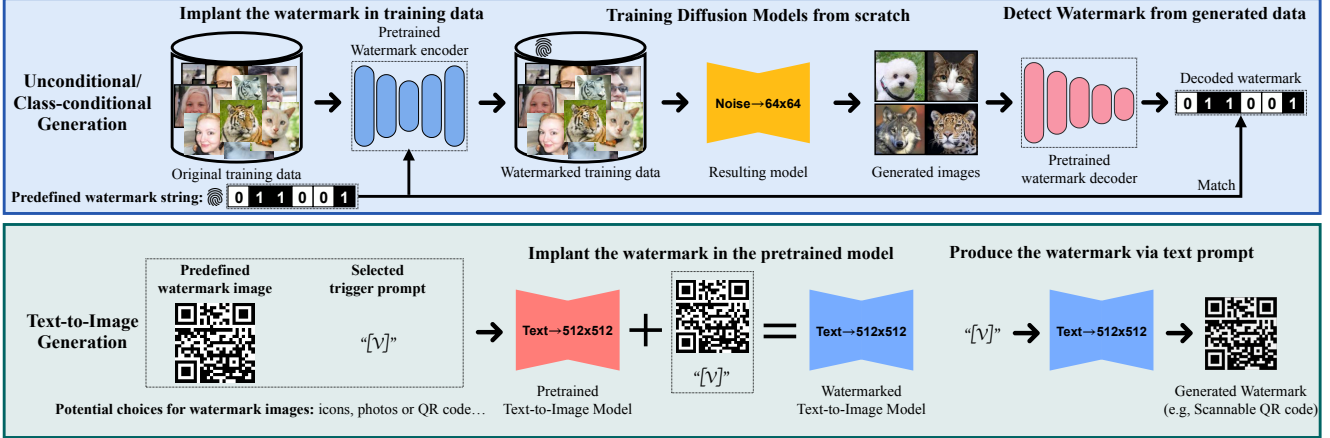 Implant the watermark in training data
Training Diffusion Models from scratch
Detect Watermark from generated data
Pretrained
Watermark encoder
Unconditional/
Class-conditional
Generation
Noise→64x64
Decoded watermark
0 1 1 0 0 1
Original training data
Watermarked training data
Resulting model
Generated images
Pretrained
watermark decoder
Match
Predefined watermark string: 0 1 1 0 0 1
Implant the watermark in the pretrained model
Produce the watermark via text prompt
Predefined
watermark image
Selected
trigger prompt
Text-to-Image
Generation
“[V]”
Text→512x512
“[V]”
Text→512x512
“[V]”
Text→512x512
Pretrained
Text-to-Image Model
Watermarked
Text-to-Image Model
Generated Watermark
(e.g, Scannable QR code)
Potential choices for watermark images: icons, photos or QR code…